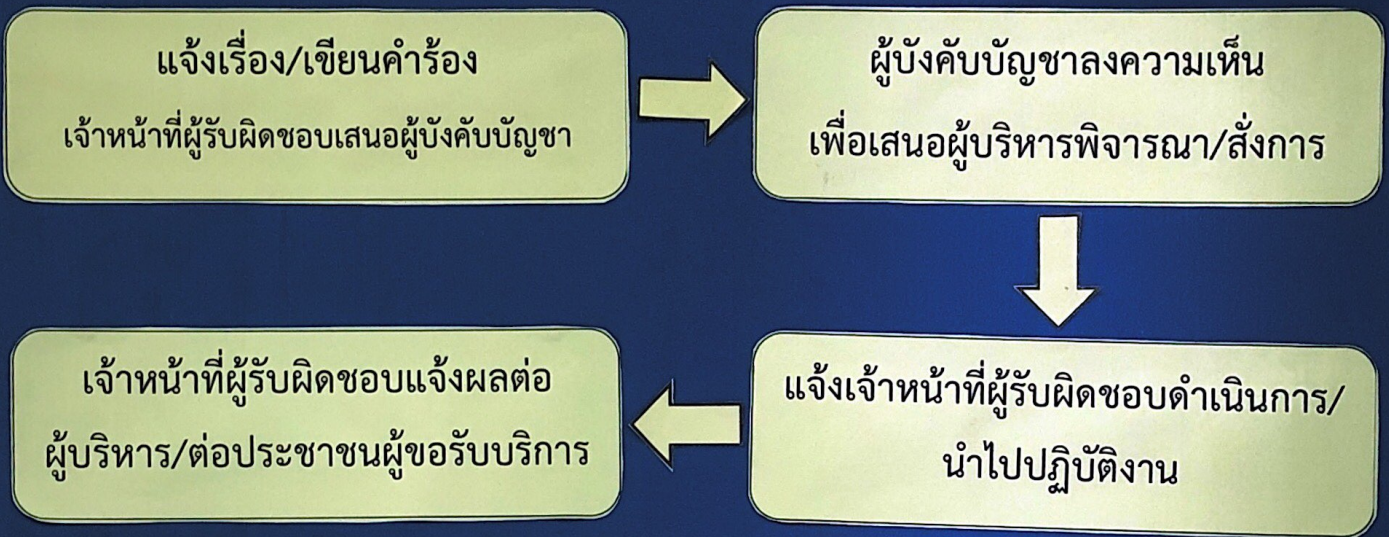 แจ้งเรื่อง/เขียนคำร้อง
เจ้าหน้าที่ผู้รับผิดชอบเสนอผู้บังคับบัญชา
ผู้บังคับบัญชาลงความเห็น
เพื่อเสนอผู้บริหารพิจารณา/สั่งการ
แจ้งเจ้าหน้าที่ผู้รับผิดชอบดำเนินการ/
นำไปปฏิบัติงาน
เจ้าหน้าที่ผู้รับผิดชอบแจ้งผลต่อ
ผู้บริหาร/ต่อประชาชนผู้ขอรับบริการ